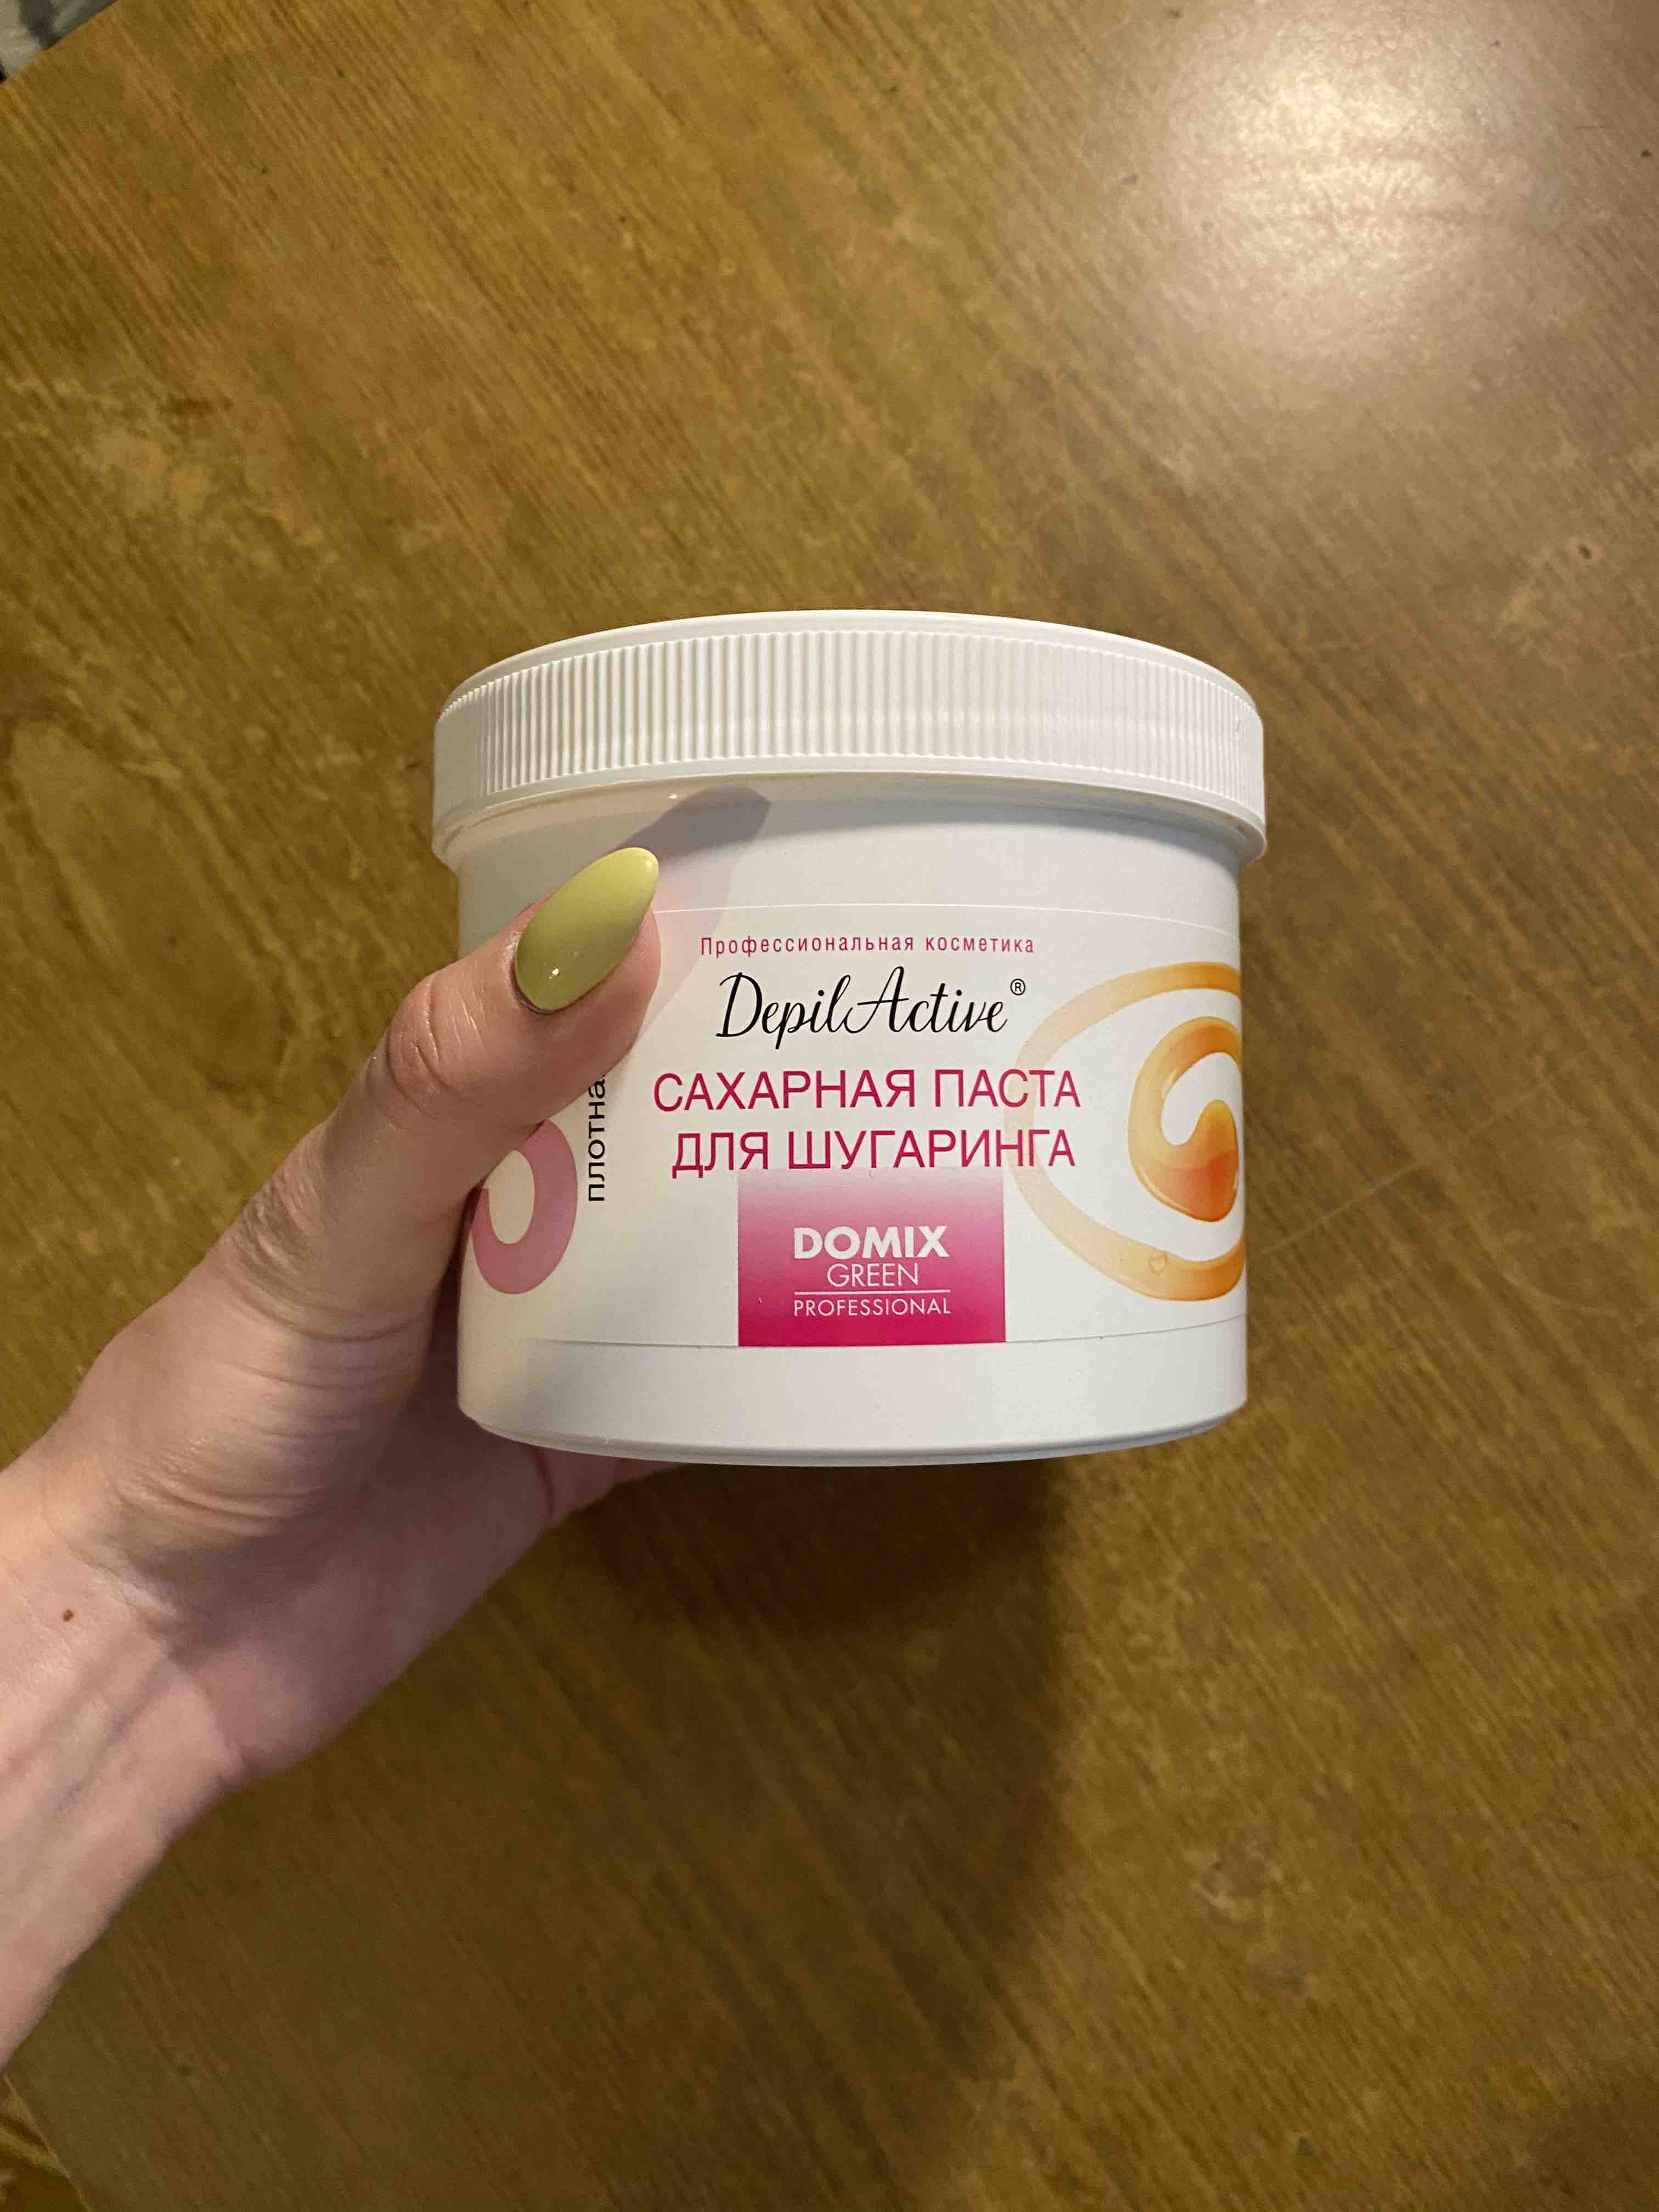 Профессиональная косметика
DepilActive®
САХАРНАЯ ПАСТА
ДЛЯ ШУГАРИНГА
DOMIX
GREEN
PROFESSIONAL